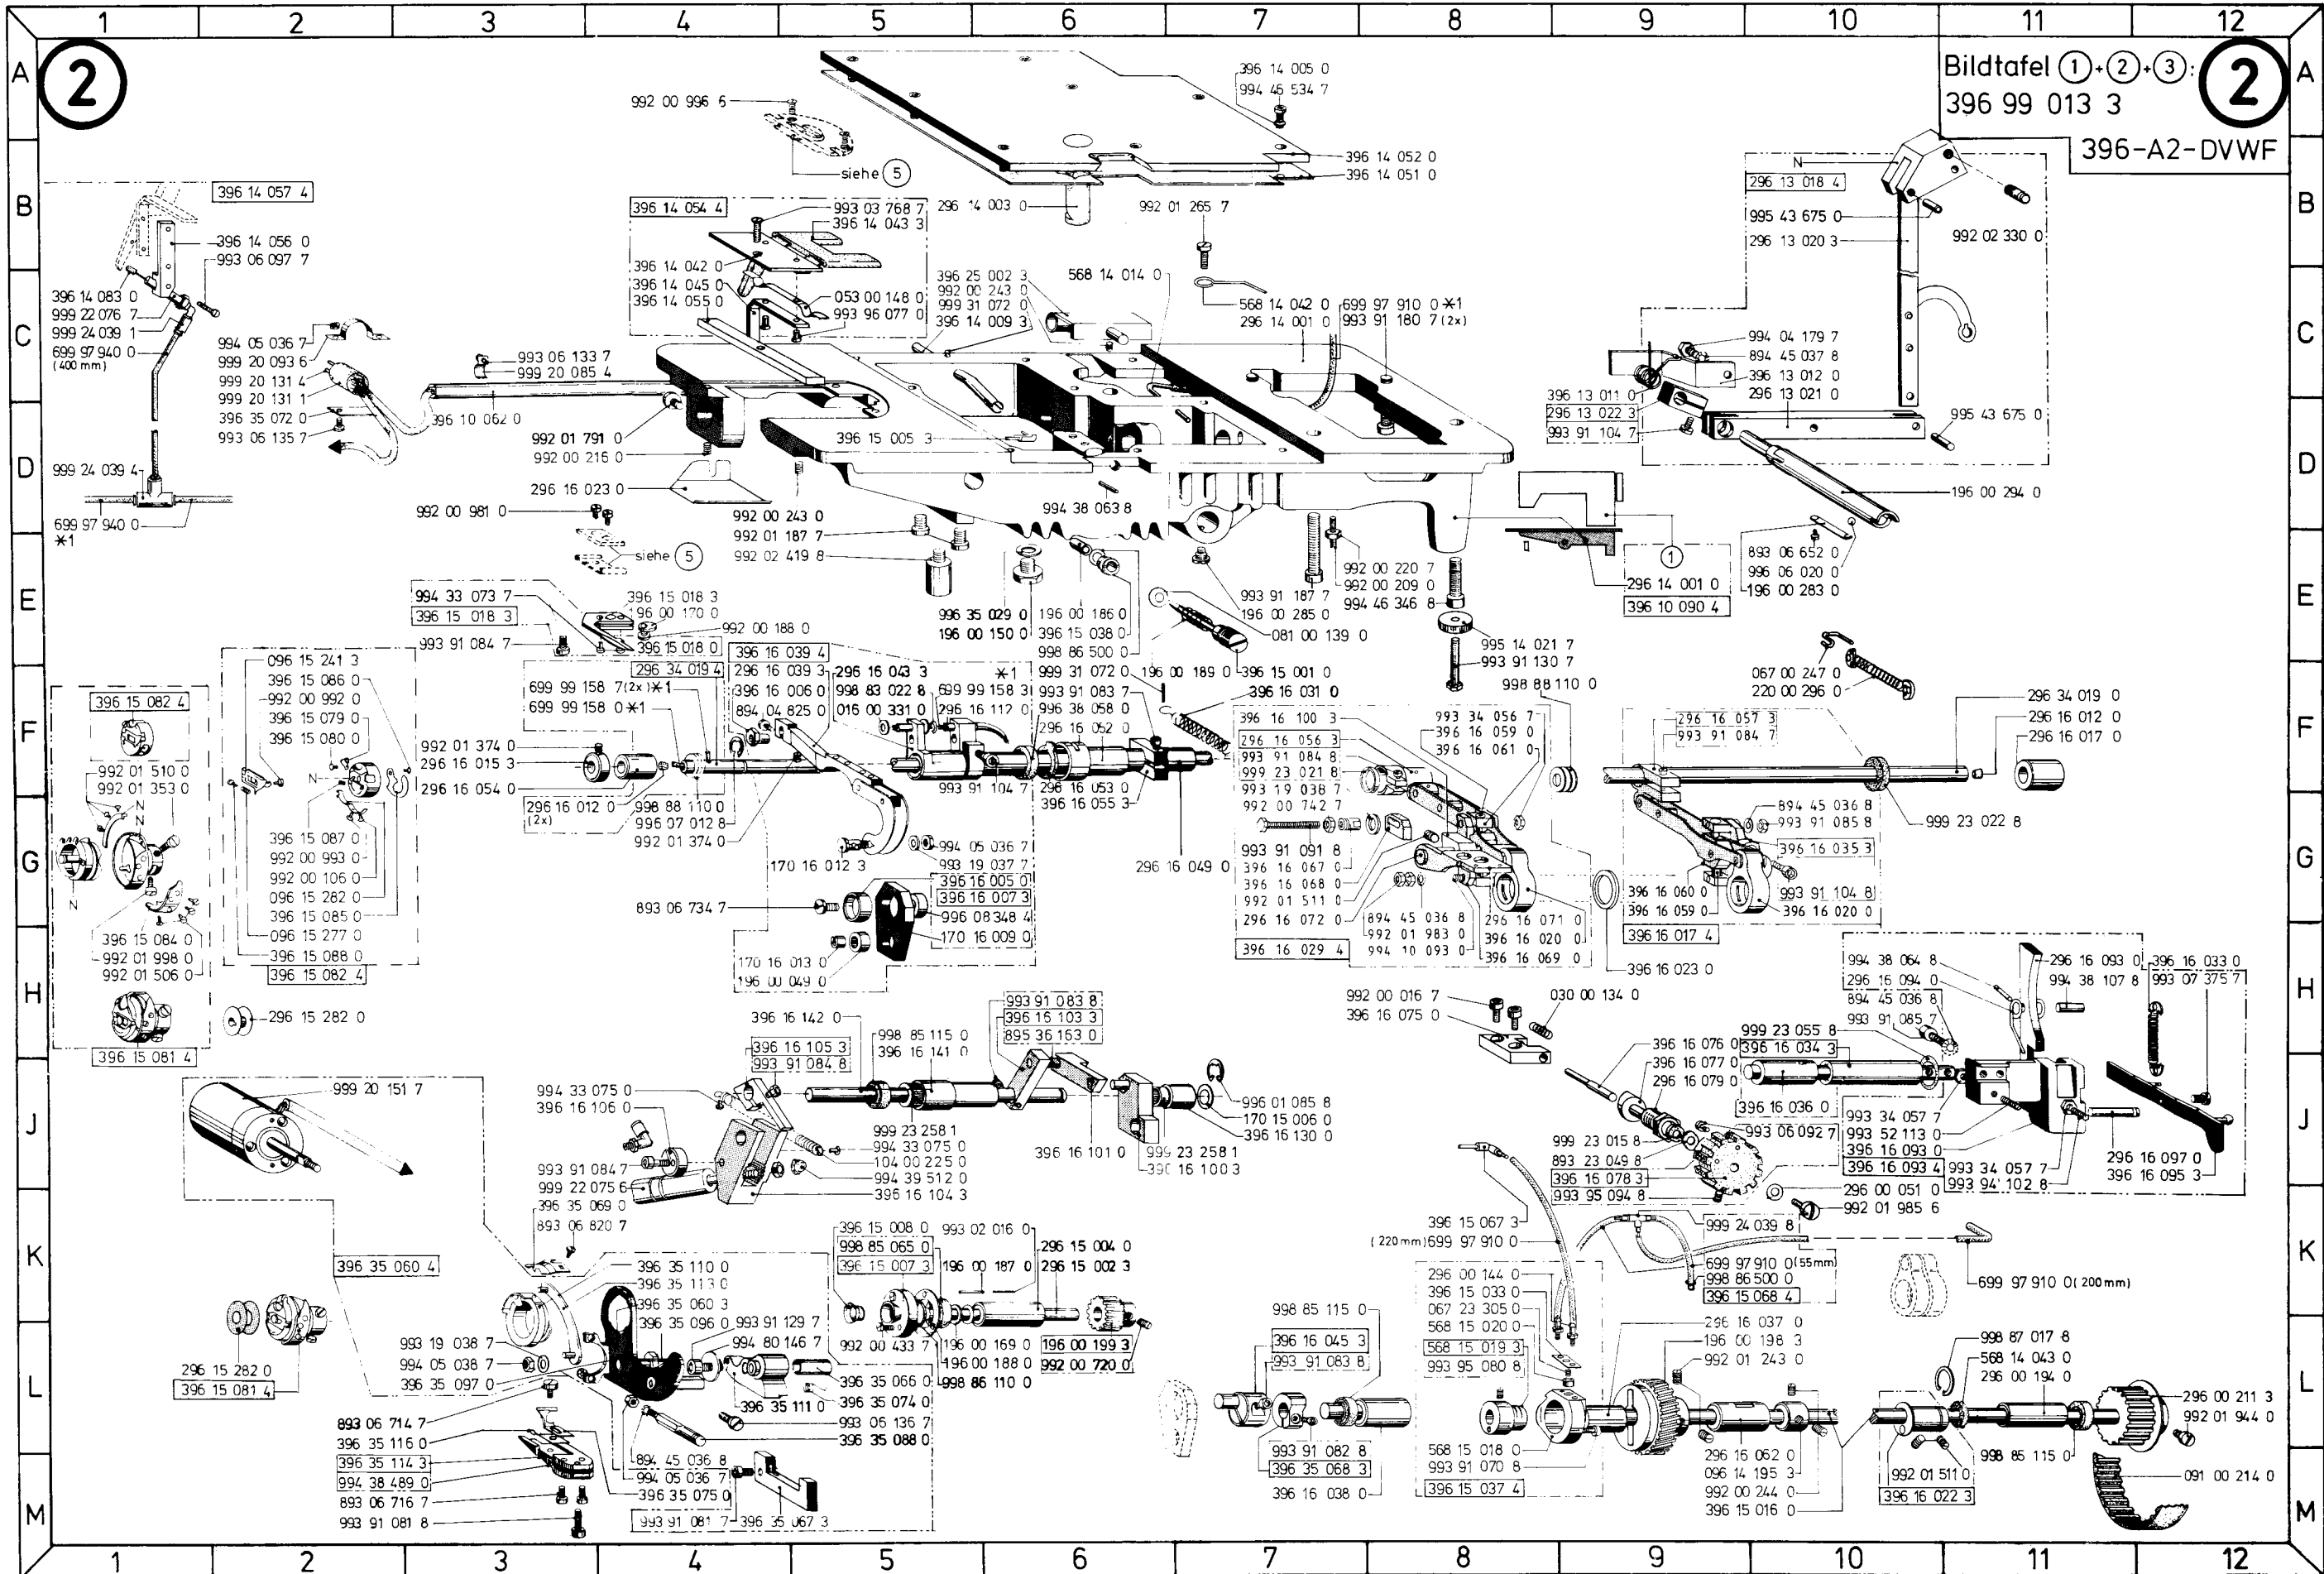 1 2 3 4 5 6 7 8 9 10 11 12
A
2
Bildtafel 1+2+3:
396 99 013 3
2
396-A2-DVWF
A
992 00 996 6
siehe 5
396 14 005 0
994 46 534 7
396 14 052 0
396 14 051 0
296 14 003 0
992 01 265 7
B
396 14 057 4
396 14 056 0
993 06 097 7
396 14 083 0
999 22 076 7
999 24 039 1
699 97 940 0
(400 mm)
999 24 039 4
699 97 940 0
*1
396 14 054 4
993 03 768 7
396 14 043 3
396 14 042 0
396 14 045 0
396 14 055 0
053 00 148 0
993 96 077 0
N
296 13 018 4
995 43 675 0
296 13 020 3
992 02 330 0
B
C
994 05 036 7
999 20 093 6
999 20 131 4
999 20 131 1
396 35 072 0
993 06 135 7
993 06 133 7
999 20 085 4
396 10 062 0
396 25 002 3
992 00 243 0
999 31 072 0
396 14 009 3
568 14 014 0
568 14 042 0
296 14 001 0
699 97 910 0 *1
993 91 180 7 (2x)
994 04 179 7
894 45 037 8
396 13 012 0
296 13 021 0
396 13 011 0
296 13 022 3
993 91 104 7
995 43 675 0
C
D
992 01 791 0
992 00 216 0
296 16 023 0
992 00 981 0
siehe 5
396 15 005 3
994 38 063 8
992 00 243 0
992 01 187 7
992 02 419 8
196 00 294 0
D
E
994 33 073 7
396 15 018 3
993 91 084 7
396 15 018 3
196 00 170 0
992 00 188 0
396 15 018 0
996 35 029 0
196 00 150 0
196 00 186 0
396 15 038 0
998 86 500 0
993 91 187 7
196 00 285 0
081 00 139 0
992 00 220 7
992 00 209 0
994 46 346 8
995 14 021 7
993 91 130 7
1
296 14 001 0
396 10 090 4
893 06 652 0
996 06 020 0
196 00 283 0
E
F
396 15 082 4
096 15 241 3
396 15 086 0
992 00 992 0
396 15 079 0
396 15 080 0
N
699 99 158 7 (2x) *1
699 99 158 0 *1
296 34 019 4
992 01 374 0
296 16 015 3
296 16 054 0
296 16 012 0
(2x)
396 16 039 4
296 16 039 3
396 16 006 0
894 04 825 0
296 16 043 3
998 83 022 8
016 00 331 0
*1
699 99 158 3
296 16 112 0
999 31 072 0
993 91 083 7
996 38 058 0
296 16 052 0
196 00 189 0
396 15 001 0
396 16 031 0
998 88 110 0
067 00 247 0
220 00 296 0
296 34 019 0
296 16 012 0
296 16 017 0
F
992 01 510 0
992 01 353 0
N
N
N
998 88 110 0
996 07 012 8
992 01 374 0
993 91 104 7
296 16 053 0
396 16 055 3
396 16 100 3
296 16 056 3
993 91 084 8
999 23 021 8
993 19 038 7
992 00 742 7
993 34 056 7
396 16 059 0
396 16 061 0
296 16 057 3
993 91 084 7
G
396 15 087 0
992 00 993 0
992 00 106 0
096 15 282 0
396 15 085 0
096 15 277 0
396 15 088 0
396 15 082 4
170 16 012 3
994 05 036 7
993 19 037 7
396 16 005 0
396 16 007 3
996 08 348 4
170 16 009 0
893 06 734 7
170 16 013 0
196 00 049 0
296 16 049 0
993 91 091 8
396 16 067 0
396 16 068 0
992 01 511 0
296 16 072 0
396 16 029 4
894 45 036 8
992 01 983 0
994 10 093 0
296 16 071 0
396 16 020 0
396 16 069 0
894 45 036 8
993 91 085 8
396 16 035 3
999 23 022 8
396 16 060 0
396 16 059 0
396 16 017 4
993 91 104 8
396 16 020 0
396 16 023 0
G
H
396 15 084 0
992 01 998 0
992 01 506 0
396 15 081 4
296 15 282 0
396 16 142 0
396 16 105 3
993 91 084 8
998 85 115 0
396 16 141 0
993 91 083 8
396 16 103 3
895 36 163 0
992 00 016 7
396 16 075 0
030 00 134 0
994 38 064 8
296 16 094 0
894 45 036 8
993 91 085 7
296 16 093 0
994 38 107 8
396 16 033 0
993 07 375 7
H
J
999 20 151 7
994 33 075 0
396 16 106 0
993 91 084 7
999 22 075 6
999 23 258 1
994 33 075 0
104 00 225 0
994 39 512 0
396 16 104 3
396 16 101 0
996 01 085 8
170 15 006 0
396 16 130 0
999 23 258 1
396 16 100 3
396 16 076 0
396 16 077 0
296 16 079 0
999 23 055 8
396 16 034 3
396 16 036 0
993 06 092 7
999 23 015 8
893 23 049 8
396 16 078 3
993 95 094 8
993 34 057 7
993 52 113 0
396 16 093 0
396 16 093 4
993 34 057 7
993 94 102 8
296 16 097 0
396 16 095 3
296 00 051 0
992 01 985 6
J
K
396 35 060 4
396 35 069 0
893 06 820 7
396 35 110 0
396 35 113 0
396 35 060 3
396 35 096 0
396 15 008 0
998 85 065 0
396 15 007 3
993 02 016 0
196 00 187 0
296 15 004 0
296 15 002 3
396 15 067 3
(220 mm) 699 97 910 0
999 24 039 8
699 97 910 0 (55mm)
998 86 500 0
396 15 068 4
699 97 910 0 (200mm)
K
L
296 15 282 0
396 15 081 4
993 19 038 7
994 05 038 7
396 35 097 0
993 91 129 7
994 80 146 7
992 00 433 7
196 00 169 0
196 00 188 0
998 86 110 0
196 00 199 3
992 00 720 0
396 35 066 0
396 35 074 0
396 35 111 0
993 06 136 7
396 35 088 0
998 85 115 0
396 16 045 3
993 91 083 8
296 00 144 0
396 15 033 0
067 23 305 0
568 15 020 0
568 15 019 3
993 95 080 8
296 16 037 0
196 00 198 3
992 01 243 0
998 87 017 8
568 14 043 0
296 00 194 0
296 00 211 3
992 01 944 0
L
M
893 06 714 7
396 35 116 0
396 35 114 3
994 38 489 0
893 06 716 7
993 91 081 8
894 45 036 8
994 05 036 7
396 35 075 0
993 91 081 7
396 35 067 3
993 91 082 8
396 35 068 3
396 16 038 0
568 15 018 0
993 91 070 8
396 15 037 4
296 16 062 0
096 14 195 3
992 00 244 0
396 15 016 0
992 01 511 0
396 16 022 3
998 85 115 0
091 00 214 0
M
1 2 3 4 5 6 7 8 9 10 11 12